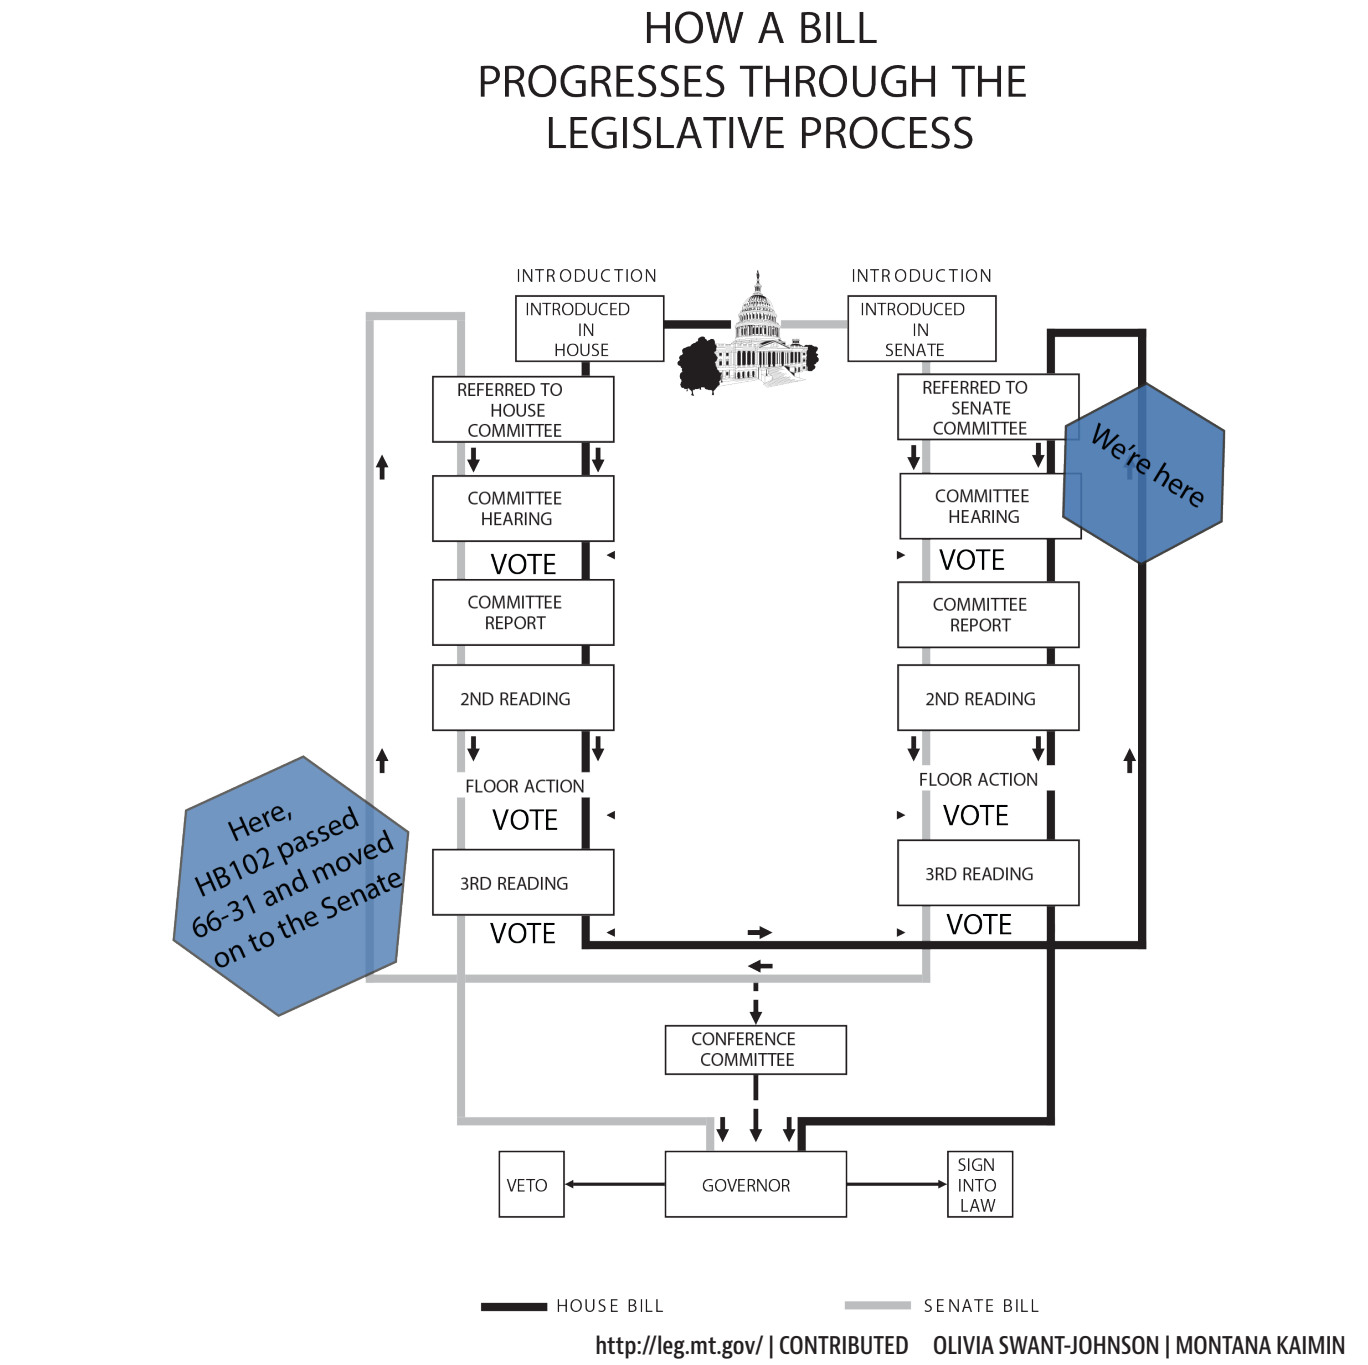 HOW A BILL
PROGRESSES THROUGH THE
LEGISLATIVE PROCESS
INTRODUCTION
INTRODUCTION
INTRODUCED
IN
HOUSE
INTRODUCED
IN
SENATE
REFERRED TO
HOUSE
COMMITTEE
REFERRED TO
SENATE
COMMITTEE
We're here
COMMITTEE
HEARING
COMMITTEE
HEARING
VOTE
VOTE
COMMITTEE
REPORT
COMMITTEE
REPORT
2ND READING
2ND READING
FLOOR ACTION
FLOOR ACTION
VOTE
VOTE
Here,
HB102 passed
66-31 and moved
on to the Senate
3RD READING
3RD READING
VOTE
VOTE
CONFERENCE
COMMITTEE
VETO
GOVERNOR
SIGN
INTO
LAW
HOUSE BILL
SENATE BILL
http://leg.mt.gov/ | CONTRIBUTED OLIVIA SWANT-JOHNSON | MONTANA KAIMIN